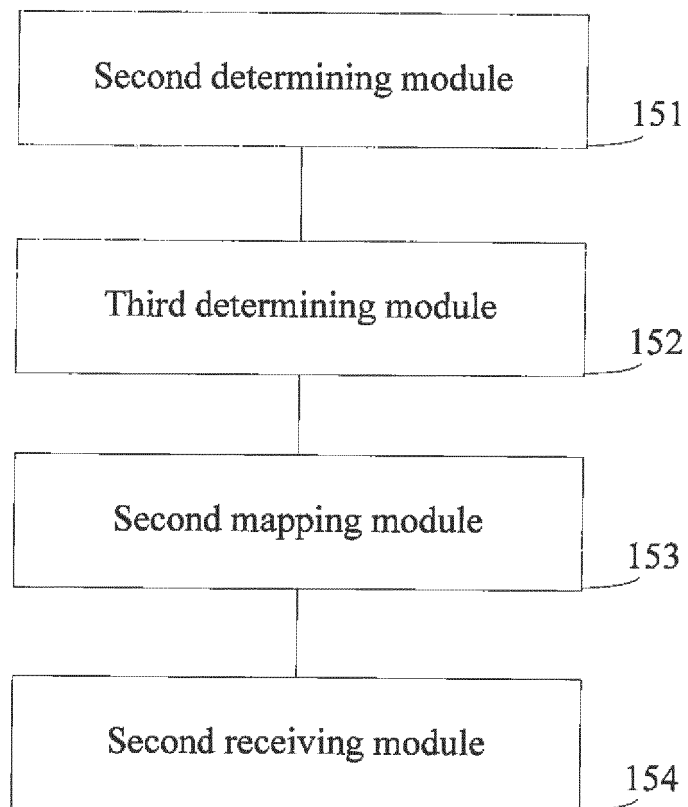 Second determining module
151
Third determining module
152
Second mapping module
153
Second receiving module
154